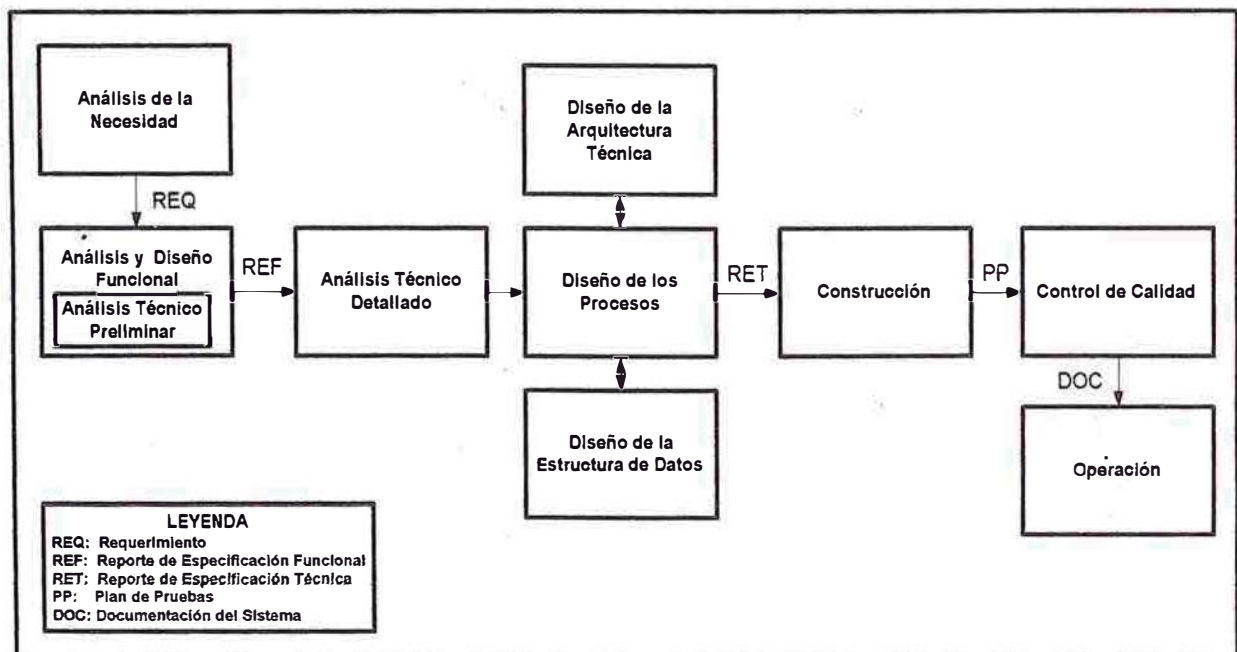 Análisis de la
Necesidad
REQ
Análisis y Diseño
Funcional
Análisis Técnico
Preliminar
REF
Análisis Técnico
Detallado
Diseño de la
Arquitectura
Técnica
Diseño de los
Procesos
Diseño de la
Estructura de Datos
RET
Construcción
PP
Control de Calidad
DOC
Operación
LEYENDA
REQ: Requerimiento
REF: Reporte de Especificación Funcional
RET: Reporte de Especificación Técnica
PP: Plan de Pruebas
DOC: Documentación del Sistema